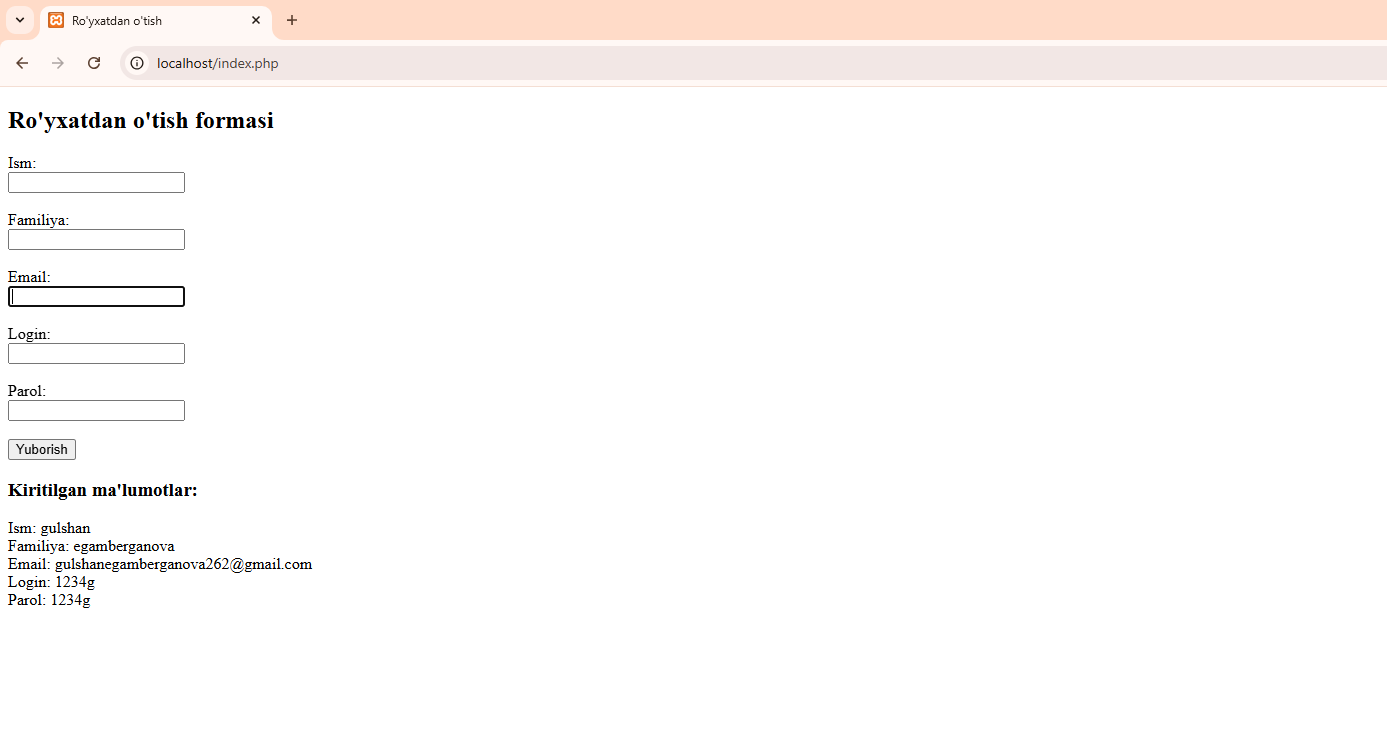 Ro'yxatdan o'tish
localhost/index.php
Ro'yxatdan o'tish formasi
Ism:
Familiya:
Email:
Login:
Parol:
Yuborish
Kiritilgan ma'lumotlar:
Ism: gulshan
Familiya: egamberganova
Email: gulshanegamberganova262@gmail.com
Login: 1234g
Parol: 1234g